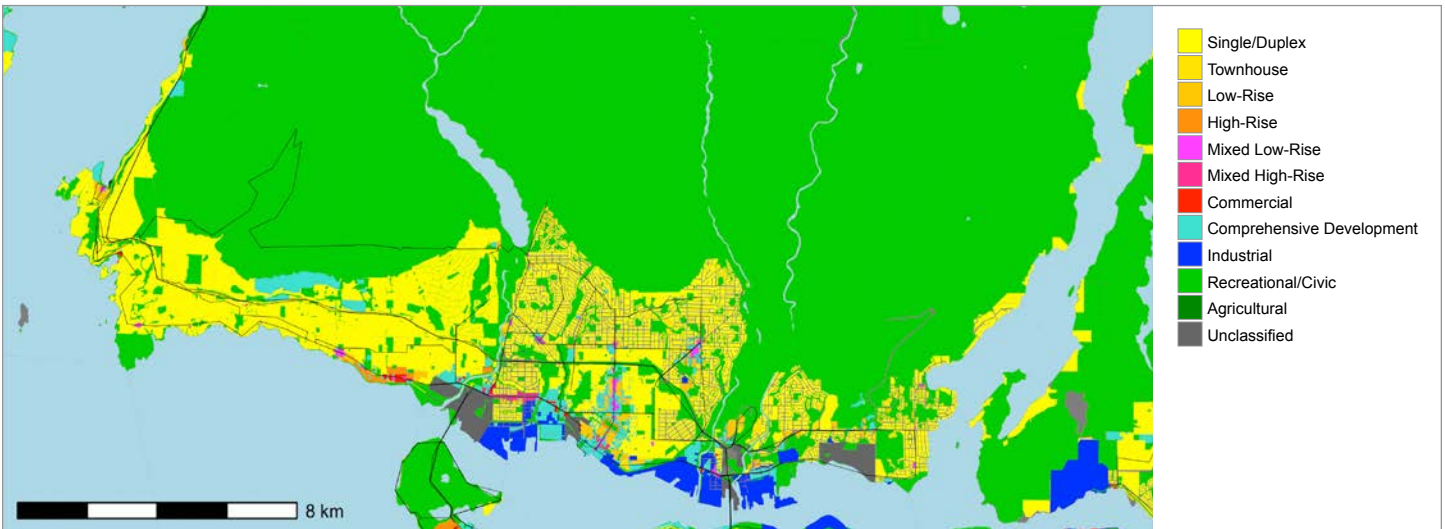 Single/Duplex
Townhouse
Low-Rise
High-Rise
Mixed Low-Rise
Mixed High-Rise
Commercial
Comprehensive Development
Industrial
Recreational/Civic
Agricultural
Unclassified
8 km